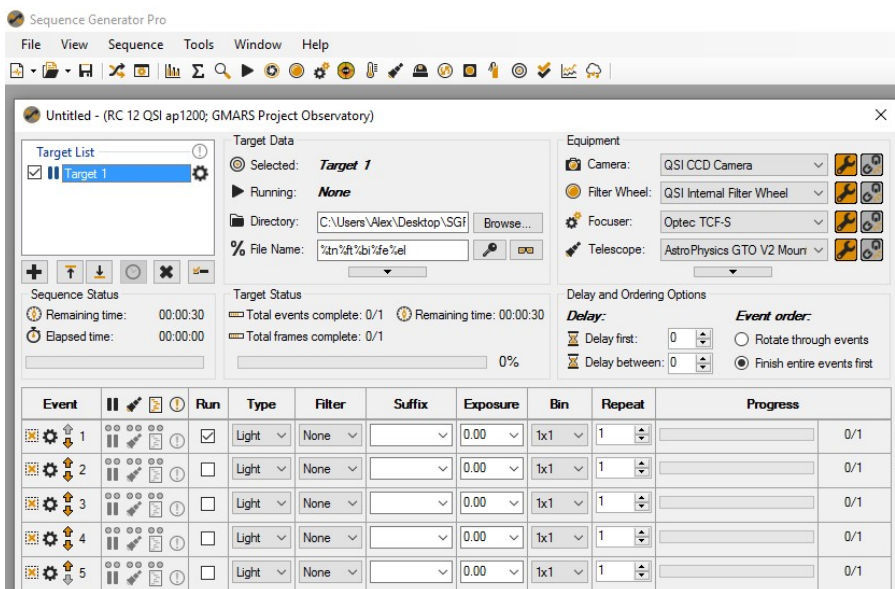 Sequence Generator Pro
File View Sequence Tools Window Help
Untitled - (RC 12 QSI ap1200; GMARS Project Observatory)
Target List
Target 1
Target Data
Selected: Target 1
Running: None
Directory: C:\Users\Alex\Desktop\SGF Browse...
% File Name: %tn%ft%bi%fe%el
Equipment
Camera: QSI CCD Camera
Filter Wheel: QSI Internal Filter Wheel
Focuser: Optec TCF-S
Telescope: AstroPhysics GTO V2 Mount
Sequence Status
Remaining time: 00:00:30
Elapsed time: 00:00:00
Target Status
Total events complete: 0/1 Remaining time: 00:00:30
Total frames complete: 0/1
0%
Delay and Ordering Options
Delay: Event order:
Delay first: 0 Rotate through events
Delay between: 0 Finish entire events first
Event Run Type Filter Suffix Exposure Bin Repeat Progress
1 Light None 0.00 1x1 1 0/1
2 Light None 0.00 1x1 1 0/1
3 Light None 0.00 1x1 1 0/1
4 Light None 0.00 1x1 1 0/1
5 Light None 0.00 1x1 1 0/1